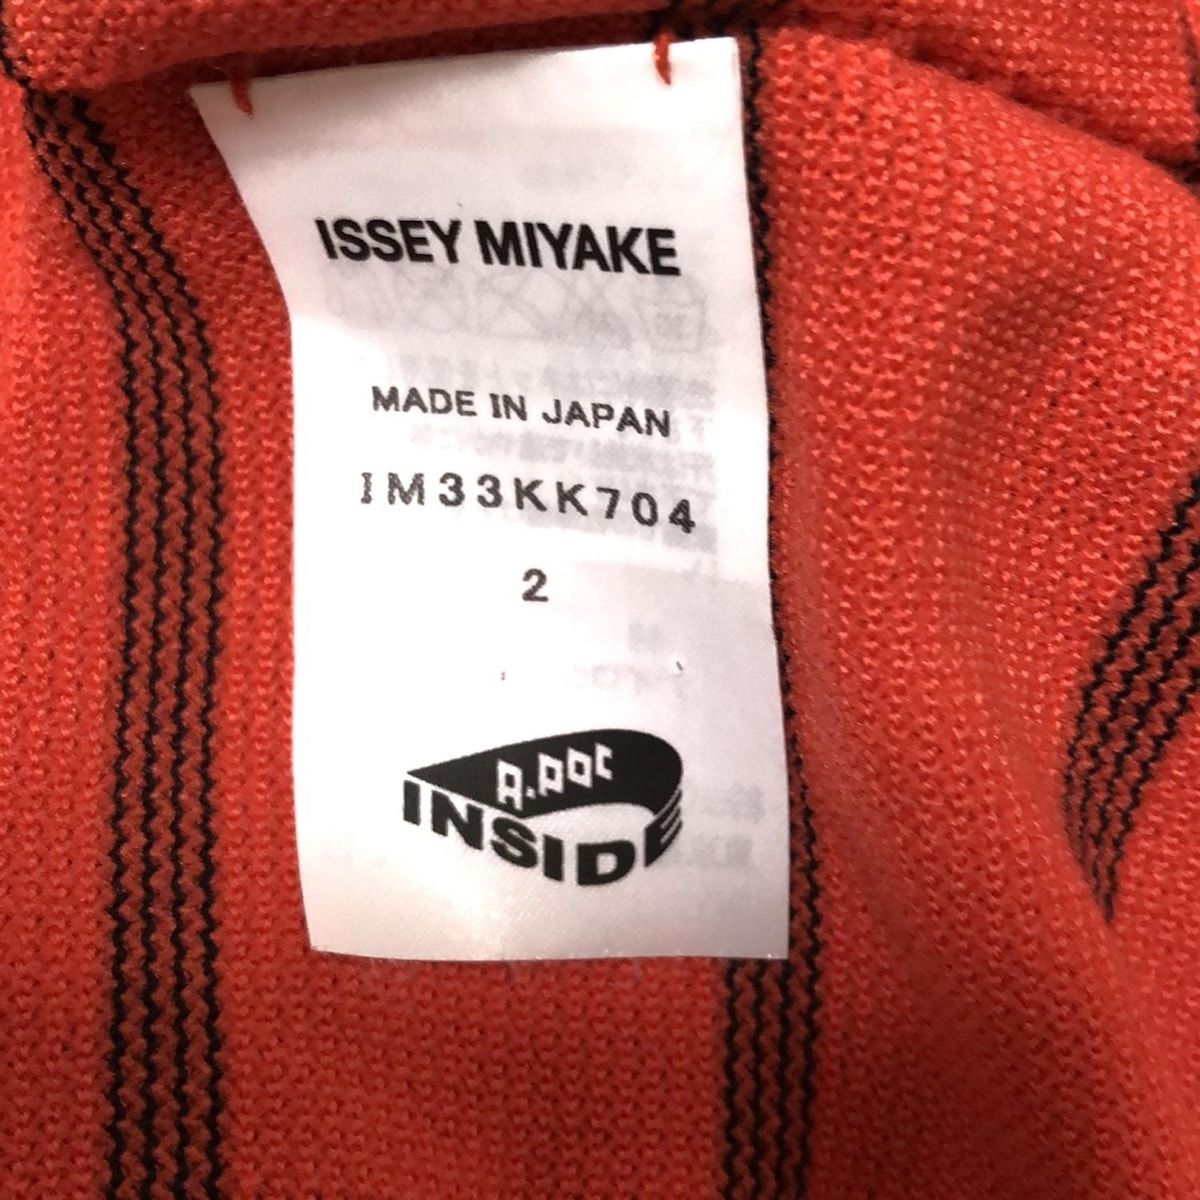 ISSEY MIYAKE
MADE IN JAPAN
IM33KK704
2
A.POC
INSIDE